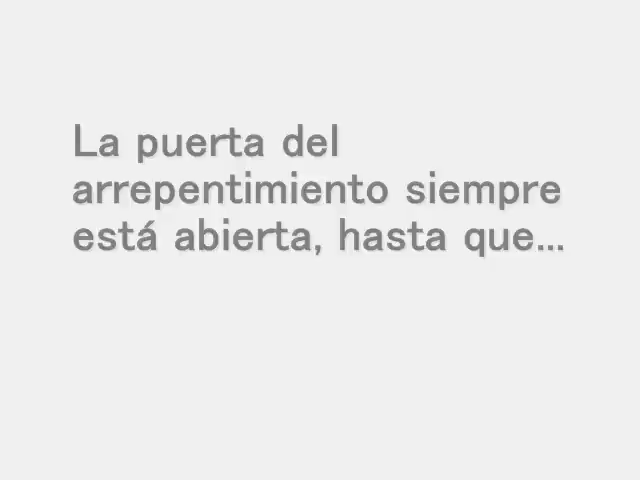 La puerta del
arrepentimiento siempre
está abierta, hasta que...